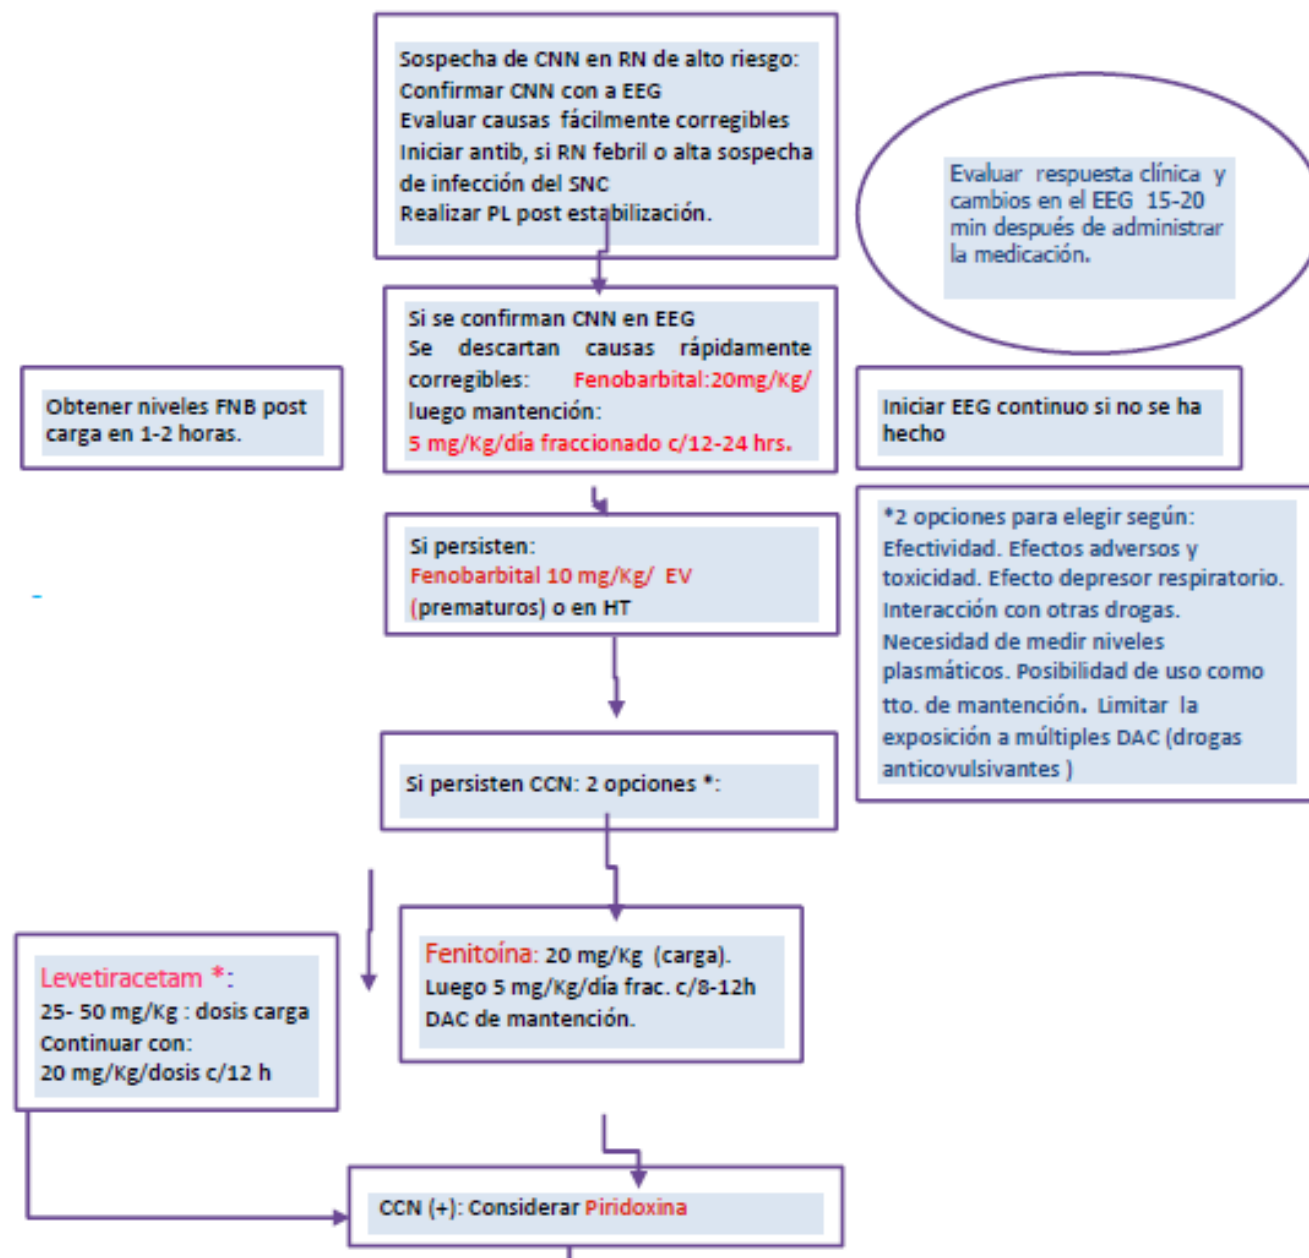 Sospecha de CNN en RN de alto riesgo:
Confirmar CNN con a EEG
Evaluar causas fácilmente corregibles
Iniciar antib, si RN febril o alta sospecha
de infección del SNC
Realizar PL post estabilización.
Evaluar respuesta clínica y
cambios en el EEG 15-20
min después de administrar
la medicación.
Si se confirman CNN en EEG
Se descartan causas rápidamente
corregibles: Fenobarbital:20mg/Kg/
luego mantención:
5 mg/Kg/día fraccionado c/12-24 hrs.
Obtener niveles FNB post
carga en 1-2 horas.
Iniciar EEG continuo si no se ha
hecho
Si persisten:
Fenobarbital 10 mg/Kg/ EV
(prematuros) o en HT
*2 opciones para elegir según:
Efectividad. Efectos adversos y
toxicidad. Efecto depresor respiratorio.
Interacción con otras drogas.
Necesidad de medir niveles
plasmáticos. Posibilidad de uso como
tto. de mantención. Limitar la
exposición a múltiples DAC (drogas
anticovulsivantes )
Si persisten CCN: 2 opciones *:
Levetiracetam *:
25- 50 mg/Kg : dosis carga
Continuar con:
20 mg/Kg/dosis c/12 h
Fenitoína: 20 mg/Kg (carga).
Luego 5 mg/Kg/día frac. c/8-12h
DAC de mantención.
CCN (+): Considerar Piridoxina